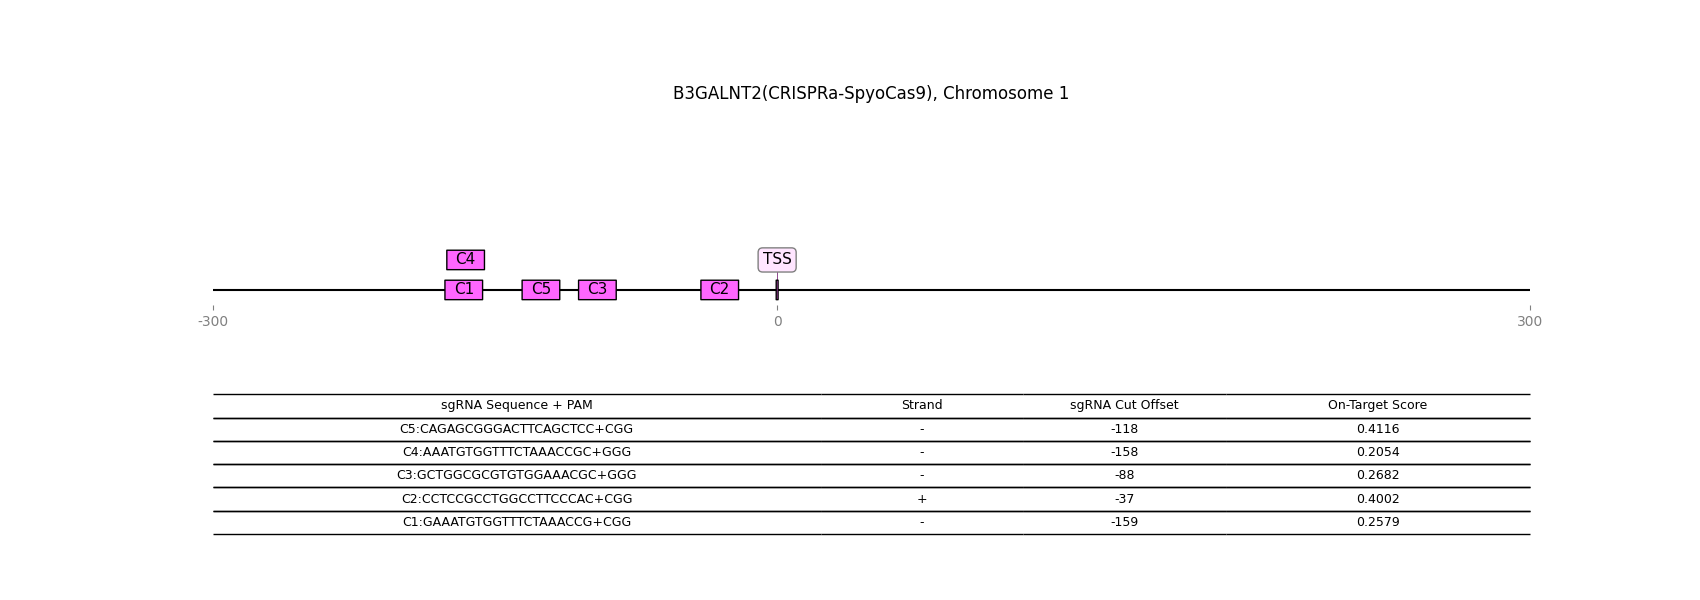 B3GALNT2(CRISPRa-SpyoCas9), Chromosome 1
C4 TSS
C1 C5 C3 C2
-300 0 300
sgRNA Sequence + PAM Strand sgRNA Cut Offset On-Target Score
C5:CAGAGCGGGACTTCAGCTCC+CGG - -118 0.4116
C4:AAATGTGGTTTCTAAACCGC+GGG - -158 0.2054
C3:GCTGGCGCGTGTGGAAACGC+GGG - -88 0.2682
C2:CCTCCGCCTGGCCTTCCCAC+CGG + -37 0.4002
C1:GAAATGTGGTTTCTAAACCG+CGG - -159 0.2579